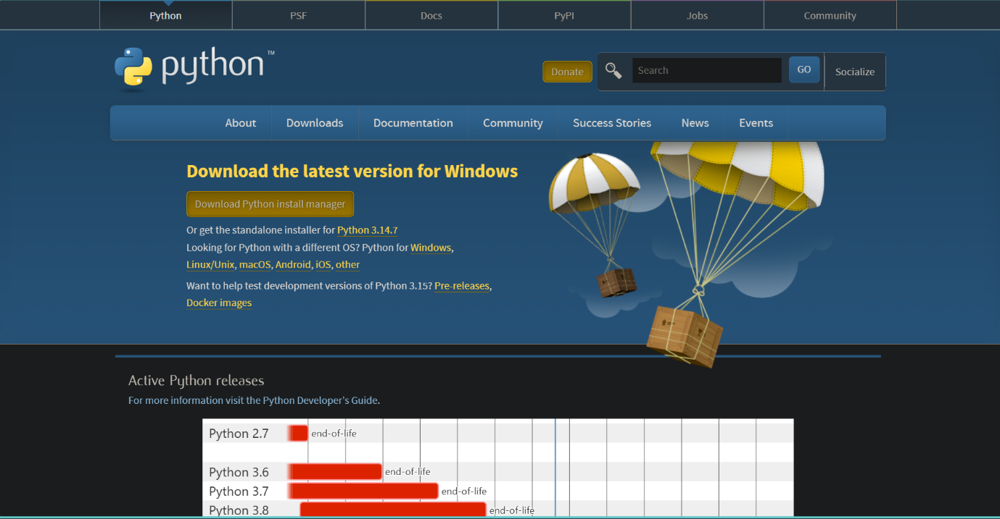 Python
PSF
Docs
PyPI
Jobs
Community
python™
Donate
Search
GO
Socialize
About
Downloads
Documentation
Community
Success Stories
News
Events
Download the latest version for Windows
Download Python install manager
Or get the standalone installer for Python 3.14.7
Looking for Python with a different OS? Python for Windows,
Linux/Unix, macOS, Android, iOS, other
Want to help test development versions of Python 3.15? Pre-releases,
Docker images
Active Python releases
For more information visit the Python Developer's Guide.
Python 2.7 end-of-life
Python 3.6 end-of-life
Python 3.7 end-of-life
Python 3.8 end-of-life